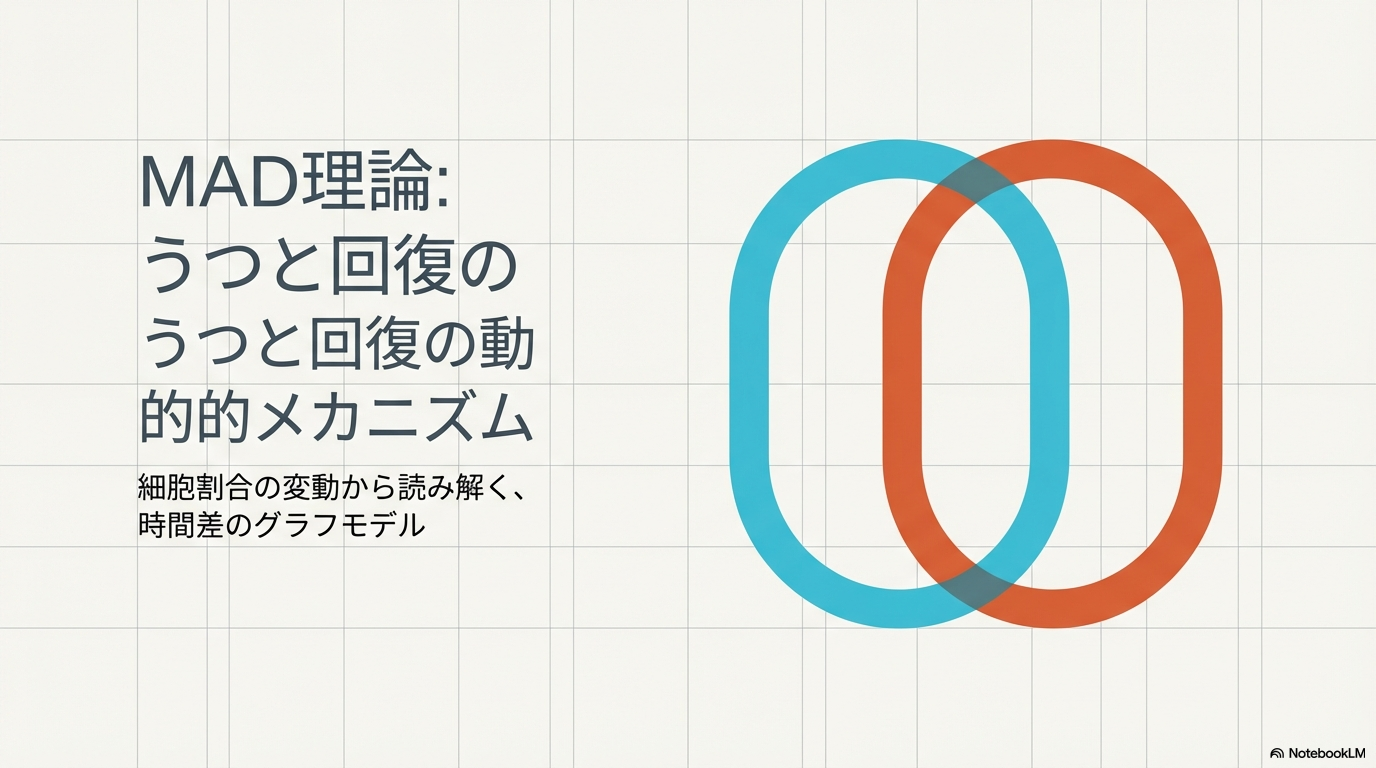 MAD理論:
うつと回復の
うつと回復の動
的的メカニズム
細胞割合の変動から読み解く、
時間差のグラフモデル
NotebookLM